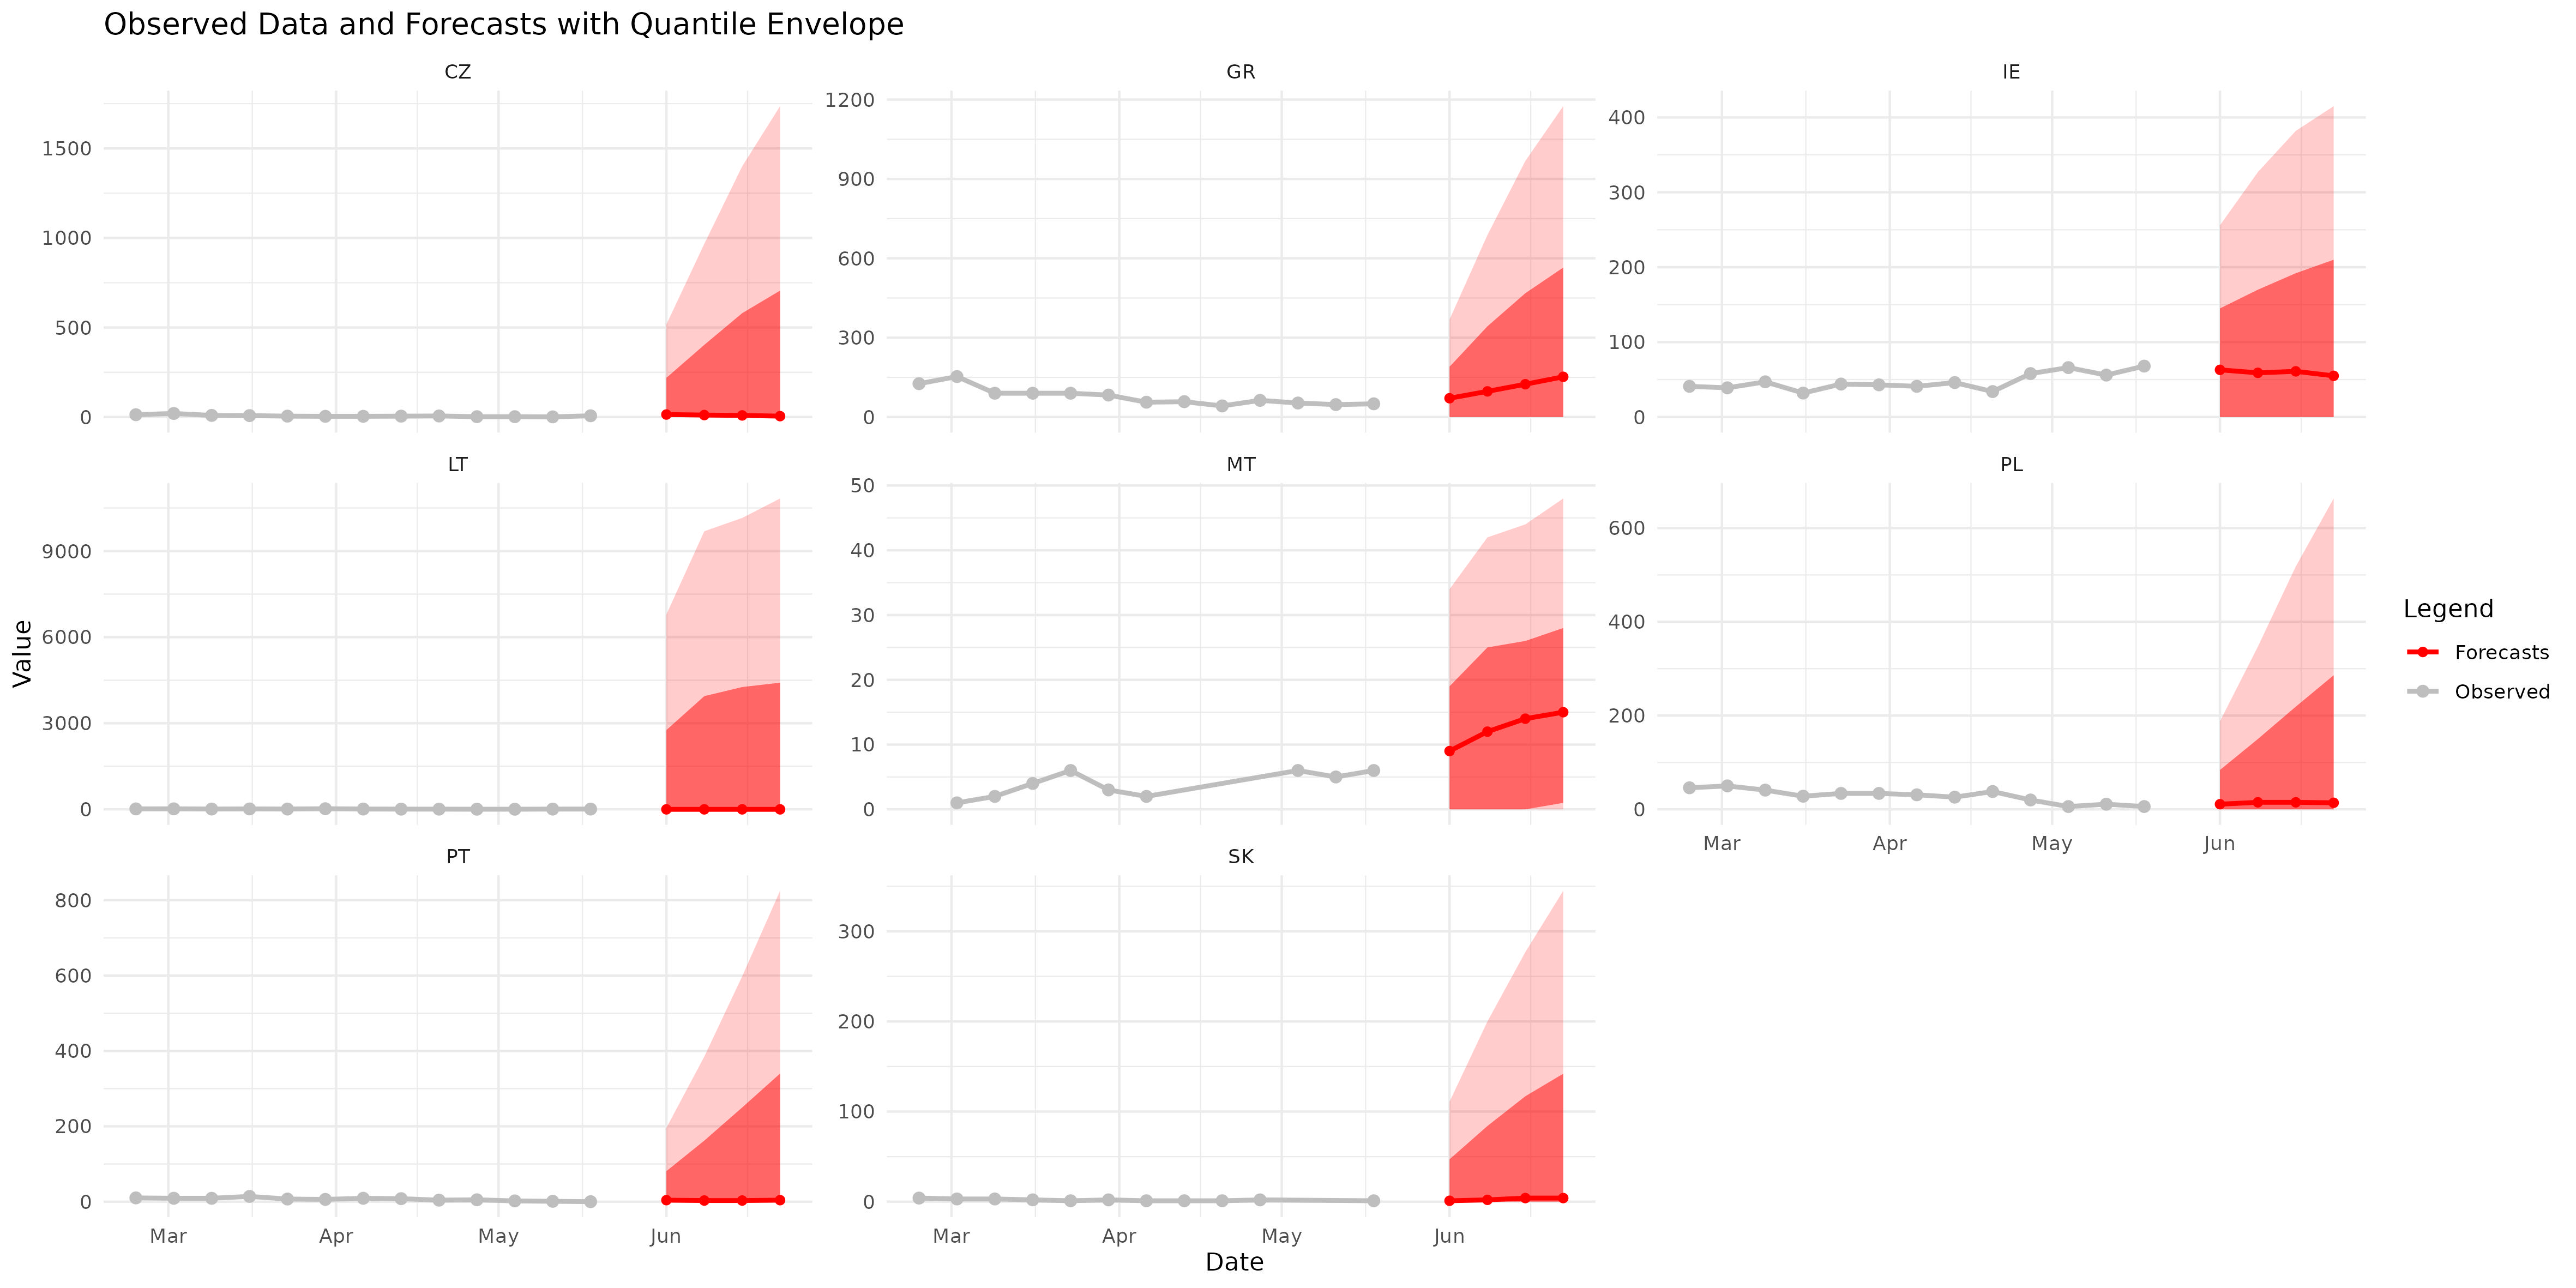 Observed Data and Forecasts with Quantile Envelope
CZ
GR
IE
1500
1000
500
0
1200
900
600
300
0
400
300
200
100
0
LT
MT
PL
9000
6000
3000
0
50
40
30
20
10
0
600
400
200
0
Mar Apr May Jun
PT
SK
800
600
400
200
0
300
200
100
0
Mar Apr May Jun
Mar Apr May Jun
Date
Value
Legend
Forecasts
Observed